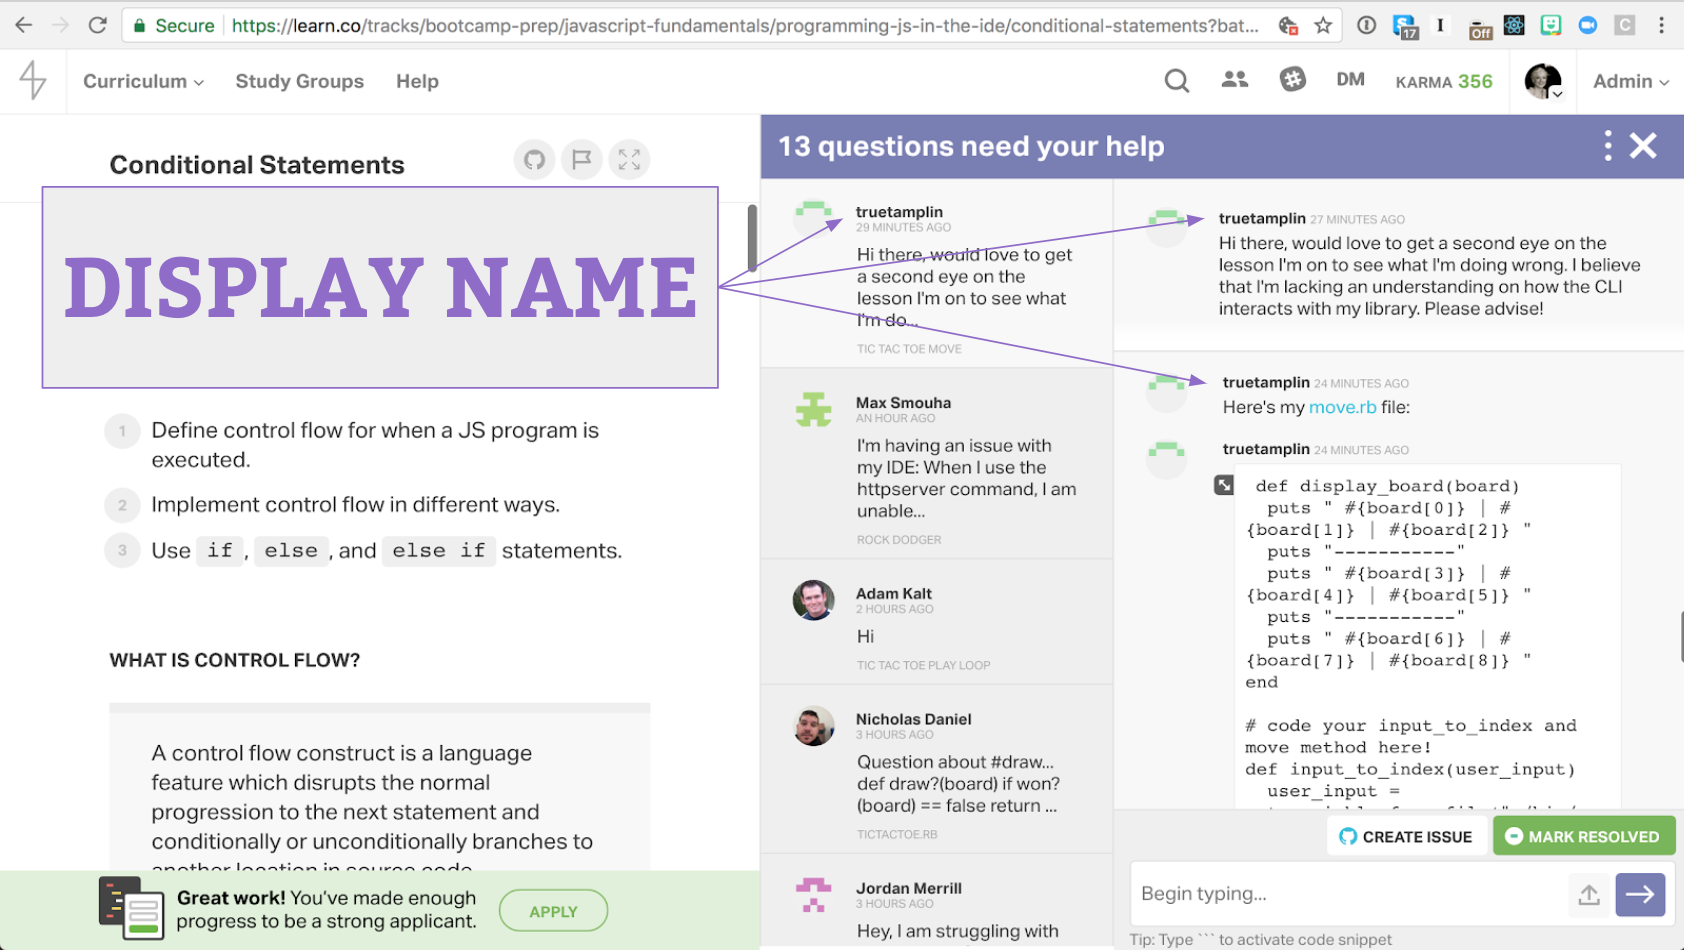 Secure https://learn.co/tracks/bootcamp-prep/javascript-fundamentals/programming-js-in-the-ide/conditional-statements?bat...
17
I
Off
C
Curriculum Study Groups Help
DM KARMA 356 Admin
Conditional Statements
DISPLAY NAME
1 Define control flow for when a JS program is
executed.
2 Implement control flow in different ways.
3 Use if, else, and else if statements.
WHAT IS CONTROL FLOW?
A control flow construct is a language
feature which disrupts the normal
progression to the next statement and
conditionally or unconditionally branches to
another location in source code
Great work! You've made enough
progress to be a strong applicant.
APPLY
13 questions need your help
truetamplin
29 MINUTES AGO
Hi there, would love to get
a second eye on the
lesson I'm on to see what
I'm do...
TIC TAC TOE MOVE
Max Smouha
AN HOUR AGO
I'm having an issue with
my IDE: When I use the
httpserver command, I am
unable...
ROCK DODGER
Adam Kalt
2 HOURS AGO
Hi
TIC TAC TOE PLAY LOOP
Nicholas Daniel
3 HOURS AGO
Question about #draw...
def draw?(board) if won?
(board) == false return ...
TICTACTOE.RB
Jordan Merrill
3 HOURS AGO
Hey, I am struggling with
truetamplin 27 MINUTES AGO
Hi there, would love to get a second eye on the
lesson I'm on to see what I'm doing wrong. I believe
that I'm lacking an understanding on how the CLI
interacts with my library. Please advise!
truetamplin 24 MINUTES AGO
Here's my move.rb file:
truetamplin 24 MINUTES AGO
def display_board(board)
puts " #{board[0]} | #
{board[1]} | #{board[2]} "
puts "-----------"
puts " #{board[3]} | #
{board[4]} | #{board[5]} "
puts "-----------"
puts " #{board[6]} | #
{board[7]} | #{board[8]} "
end
# code your input_to_index and
move method here!
def input_to_index(user_input)
user_input =
CREATE ISSUE
MARK RESOLVED
Begin typing...
Tip: Type ``` to activate code snippet